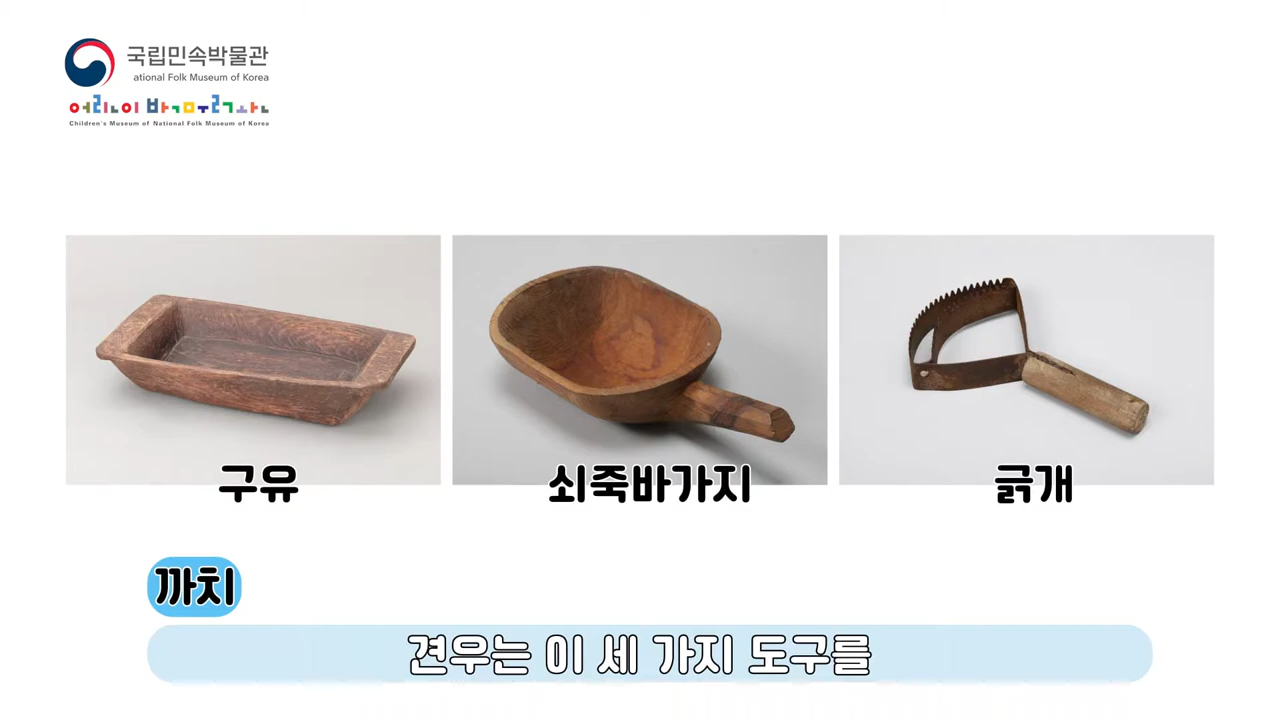 국립민속박물관
ational Folk Museum of Korea
어린이 박물관
Children's Museum of National Folk Museum of Korea
구유
쇠죽바가지
긁개
까치
견우는 이 세 가지 도구를